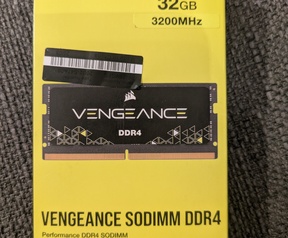 32GB
3200MHz
VENGEANCE
DDR4
VENGEANCE SODIMM DDR4
Performance DDR4 SODIMM